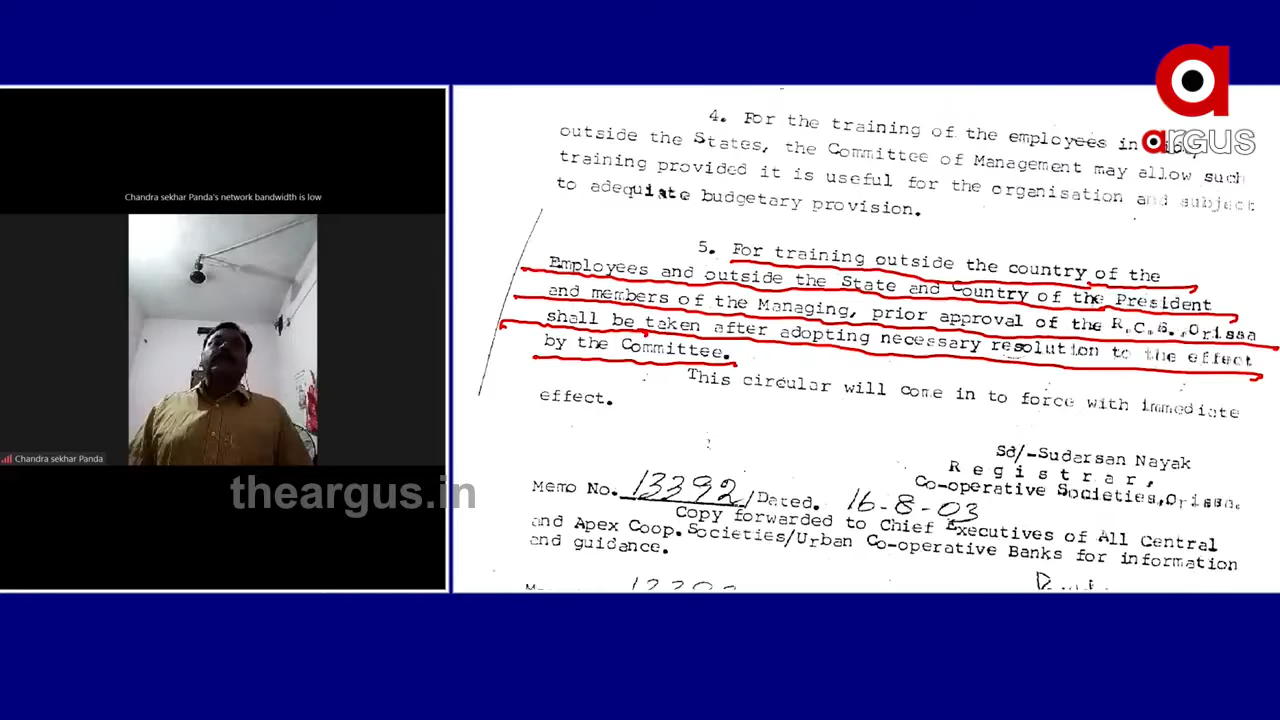 argus
Chandra sekhar Panda's network bandwidth is low
Chandra sekhar Panda
theargus.in
4. For the training of the employees in
outside the States, the Committee of Management may allow such
training provided it is useful for the organisation and subject
to adequate budgetary provision.
5. For training outside the country of the
Employees and outside the State and Country of the President
and members of the Managing, prior approval of the R.C.S.,Orissa
shall be taken after adopting necessary resolution to the effect
by the Committee.
This circular will come in to force with immediate
effect.
Sd/-Sudarsan Nayak
Registrar,
Co-operative Societies,Orissa.
Memo No. 13392/Dated. 16-8-03
Copy forwarded to Chief Executives of All Central
and Apex Coop.Societies/Urban Co-operative Banks for information
and guidance.